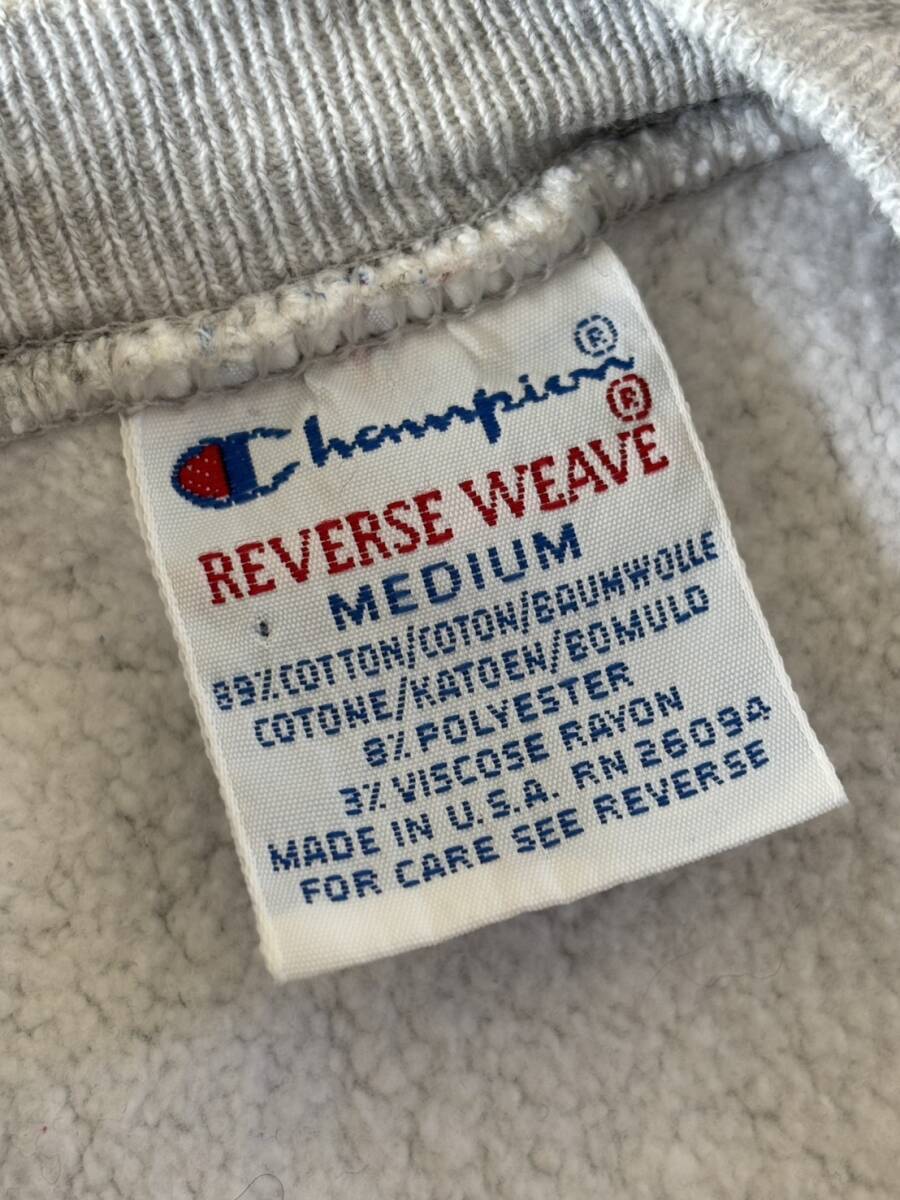 Champion®
REVERSE WEAVE®
MEDIUM
89% COTTON/COTON/BAUMWOLLE
COTONE/KATOEN/BOMULD
8% POLYESTER
3% VISCOSE RAYON
MADE IN U.S.A. RN 26094
FOR CARE SEE REVERSE